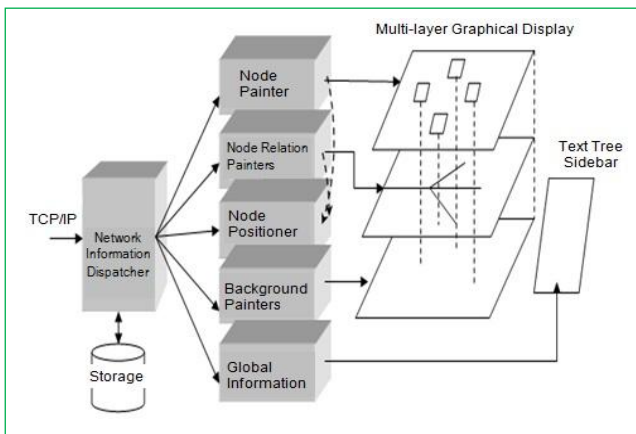 Multi-layer Graphical Display
Node
Painter
Node Relation
Painters
Text Tree
Sidebar
TCP/IP
Network
Information
Dispatcher
Node
Positioner
Background
Painters
Storage
Global
Information